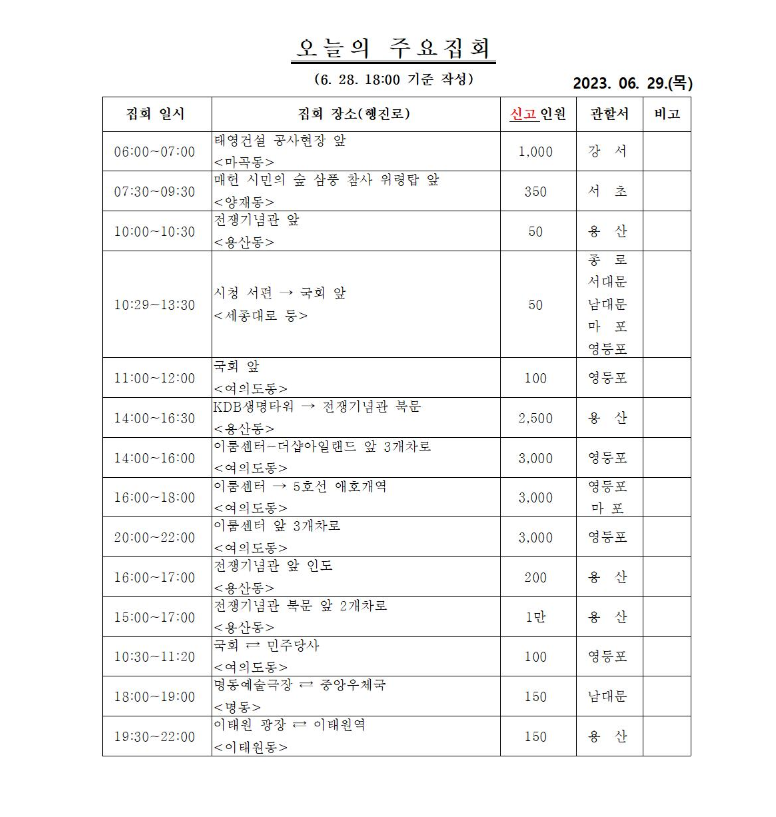 오늘의 주요집회
(6. 28. 18:00 기준 작성)
2023. 06. 29.(목)
집회 일시 집회 장소(행진로) 신고인원 관할서 비고
06:00~07:00 태영건설 공사현장 앞 <마곡동> 1,000 강 서
07:30~09:30 매헌 시민의 숲 삼풍 참사 위령탑 앞 <양재동> 350 서 초
10:00~10:30 전쟁기념관 앞 <용산동> 50 용 산
10:29~13:30 시청 서편 → 국회 앞 <세종대로 등> 50 종 로 서대문 남대문 마 포 영등포
11:00~12:00 국회 앞 <여의도동> 100 영등포
14:00~16:30 KDB생명타워 → 전쟁기념관 북문 <용산동> 2,500 용 산
14:00~16:00 이룸센터-더샵아일랜드 앞 3개차로 <여의도동> 3,000 영등포
16:00~18:00 이룸센터 → 5호선 애호개역 <여의도동> 3,000 영등포 마 포
20:00~22:00 이룸센터 앞 3개차로 <여의도동> 3,000 영등포
16:00~17:00 전쟁기념관 앞 인도 <용산동> 200 용 산
15:00~17:00 전쟁기념관 북문 앞 2개차로 <용산동> 1만 용 산
10:30~11:20 국회 ⇄ 민주당사 <여의도동> 100 영등포
18:00~19:00 명동예술극장 ⇄ 중앙우체국 <명동> 150 남대문
19:30~22:00 이태원 광장 ⇄ 이태원역 <이태원동> 150 용 산